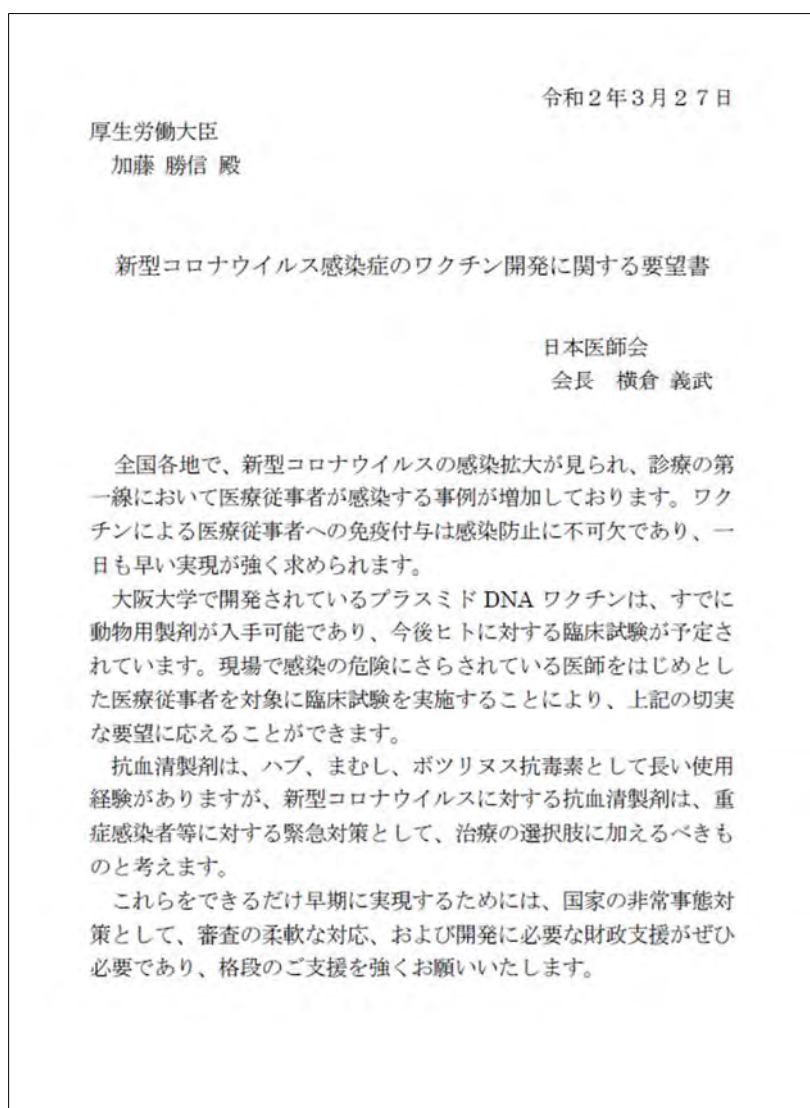 令和2年3月27日
厚生労働大臣
加藤 勝信 殿
新型コロナウイルス感染症のワクチン開発に関する要望書
日本医師会
会長 横倉 義武
全国各地で、新型コロナウイルスの感染拡大が見られ、診療の第
一線において医療従事者が感染する事例が増加しております。ワク
チンによる医療従事者への免疫付与は感染防止に不可欠であり、一
日も早い実現が強く求められます。
大阪大学で開発されているプラスミド DNA ワクチンは、すでに
動物用製剤が入手可能であり、今後ヒトに対する臨床試験が予定さ
れています。現場で感染の危険にさらされている医師をはじめとし
た医療従事者を対象に臨床試験を実施することにより、上記の切実
な要望に応えることができます。
抗血清製剤は、ハブ、まむし、ボツリヌス抗毒素として長い使用
経験がありますが、新型コロナウイルスに対する抗血清製剤は、重
症感染者等に対する緊急対策として、治療の選択肢に加えるべきも
のと考えます。
これらをできるだけ早期に実現するためには、国家の非常事態対
策として、審査の柔軟な対応、および開発に必要な財政支援がぜひ
必要であり、格段のご支援を強くお願いいたします。